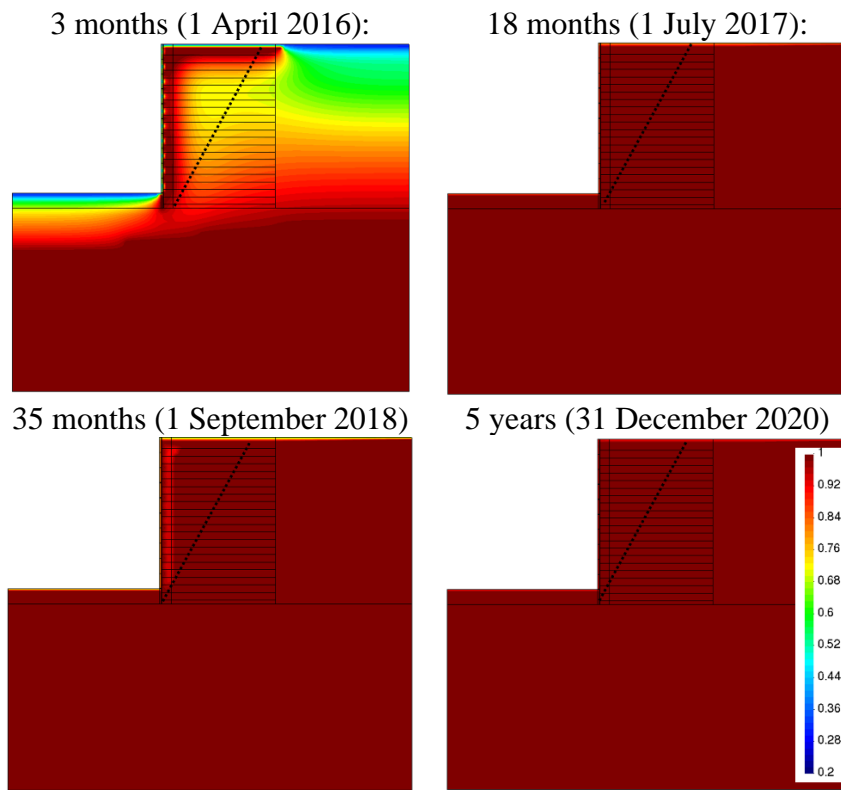 3 months (1 April 2016):
18 months (1 July 2017):
35 months (1 September 2018)
5 years (31 December 2020)
1
0.92
0.84
0.76
0.68
0.6
0.52
0.44
0.36
0.28
0.2